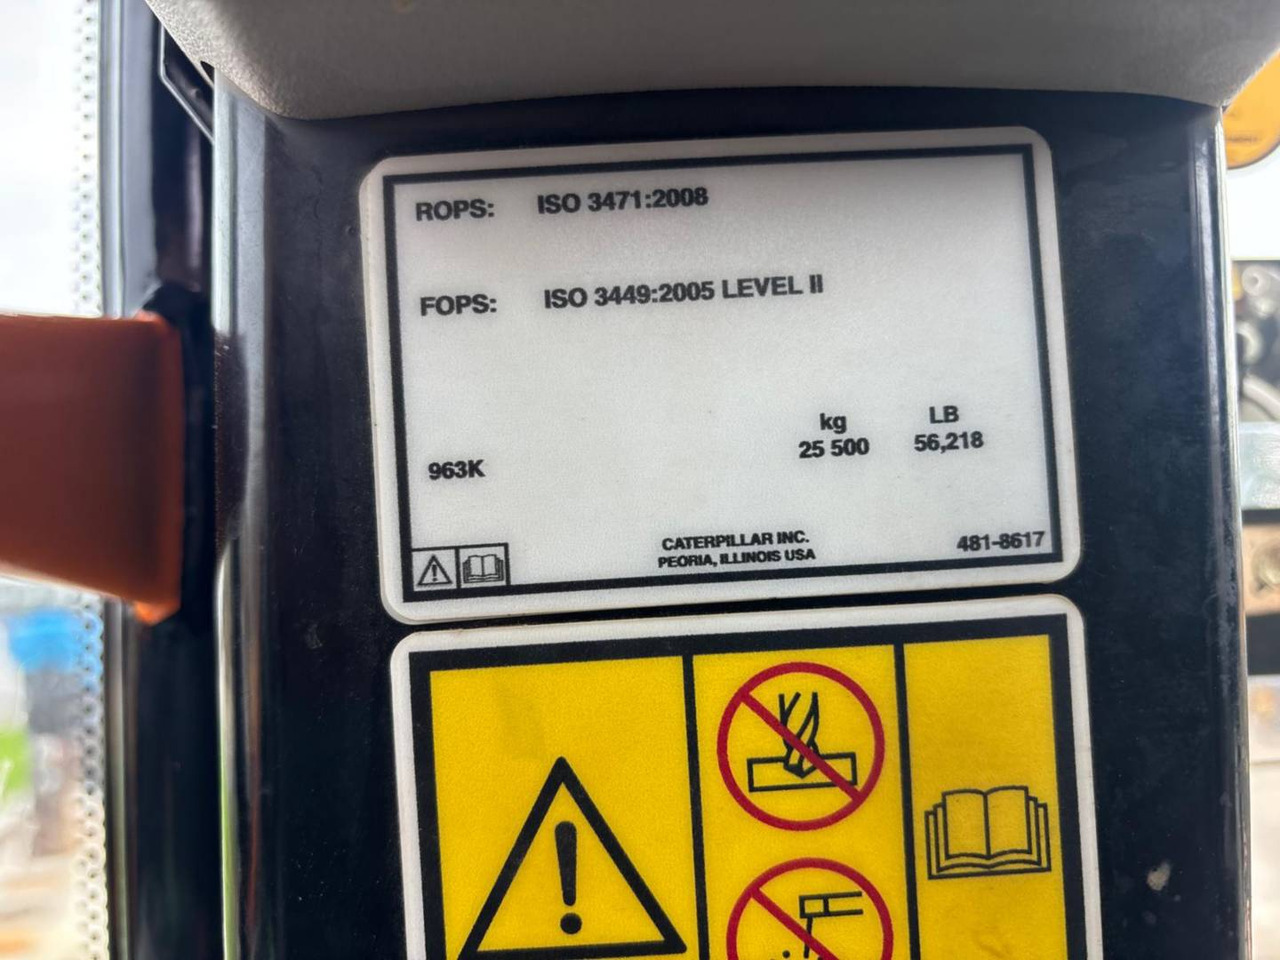 ROPS: ISO 3471:2008
FOPS: ISO 3449:2005 LEVEL II
kg LB
963K 25 500 56,218
CATERPILLAR INC.
PEORIA, ILLINOIS USA
481-8617